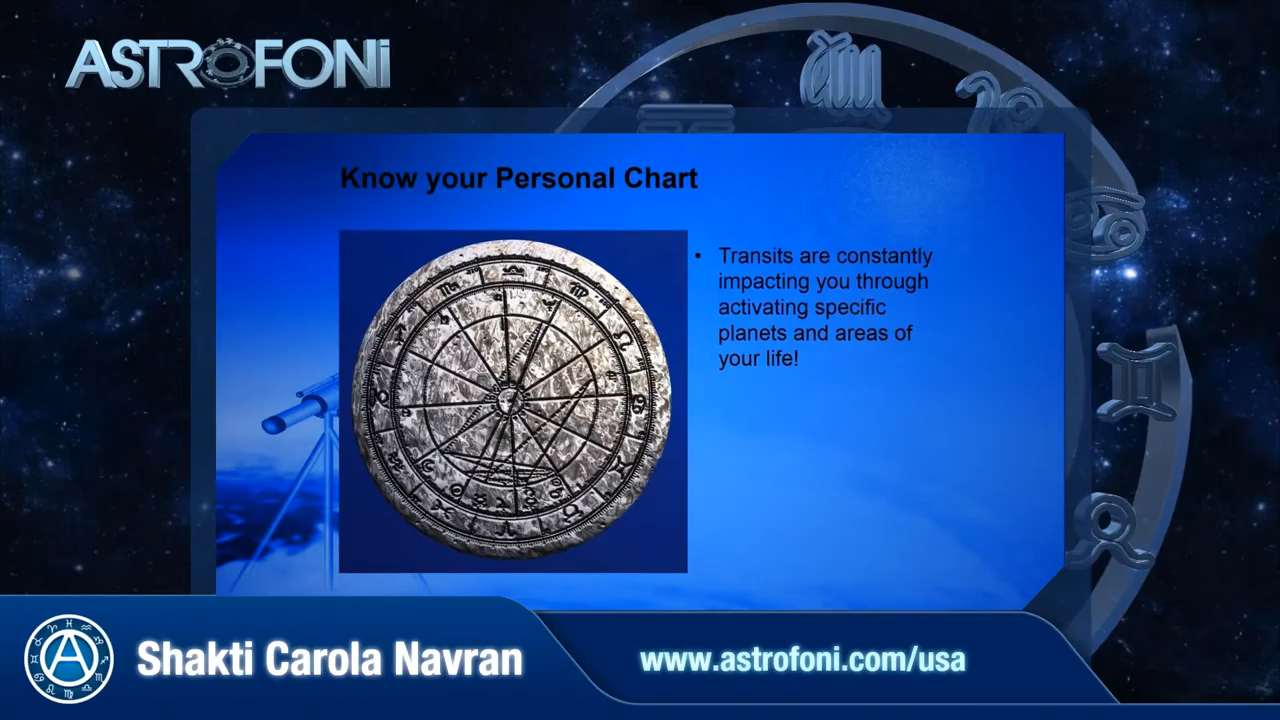 ASTROFONi
Know your Personal Chart
• Transits are constantly
impacting you through
activating specific
planets and areas of
your life!
Shakti Carola Navran
www.astrofoni.com/usa